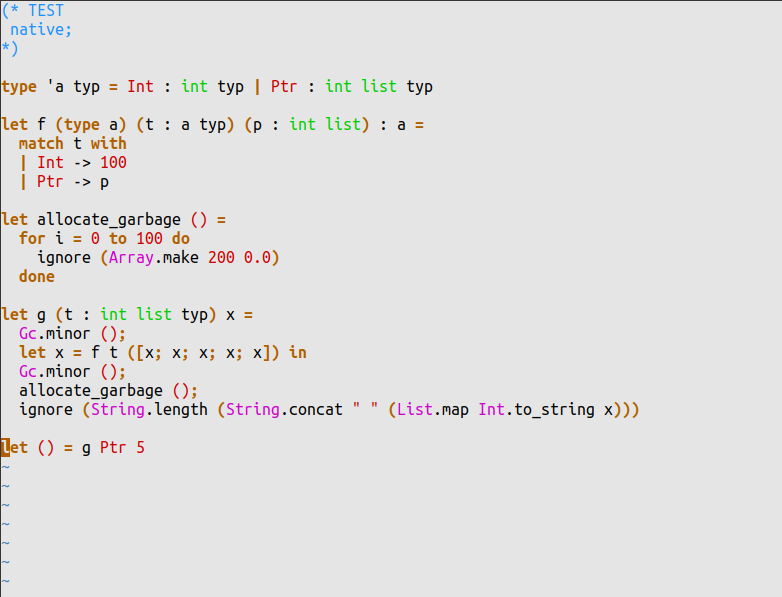 (* TEST
 native;
*)

type 'a typ = Int : int typ | Ptr : int list typ

let f (type a) (t : a typ) (p : int list) : a =
  match t with
  | Int -> 100
  | Ptr -> p

let allocate_garbage () =
  for i = 0 to 100 do
    ignore (Array.make 200 0.0)
  done

let g (t : int list typ) x =
  Gc.minor ();
  let x = f t ([x; x; x; x; x]) in
  Gc.minor ();
  allocate_garbage ();
  ignore (String.length (String.concat " " (List.map Int.to_string x)))

let () = g Ptr 5
~
~
~
~
~
~
~